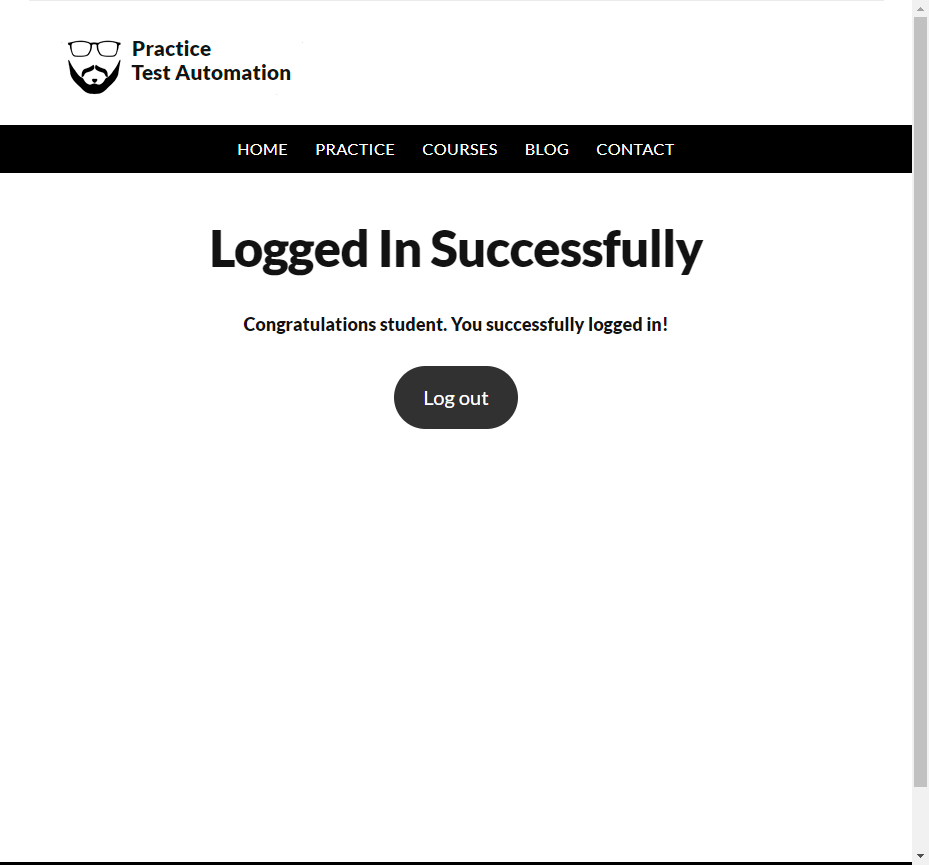 Practice
Test Automation
HOME PRACTICE COURSES BLOG CONTACT
Logged In Successfully
Congratulations student. You successfully logged in!
Log out